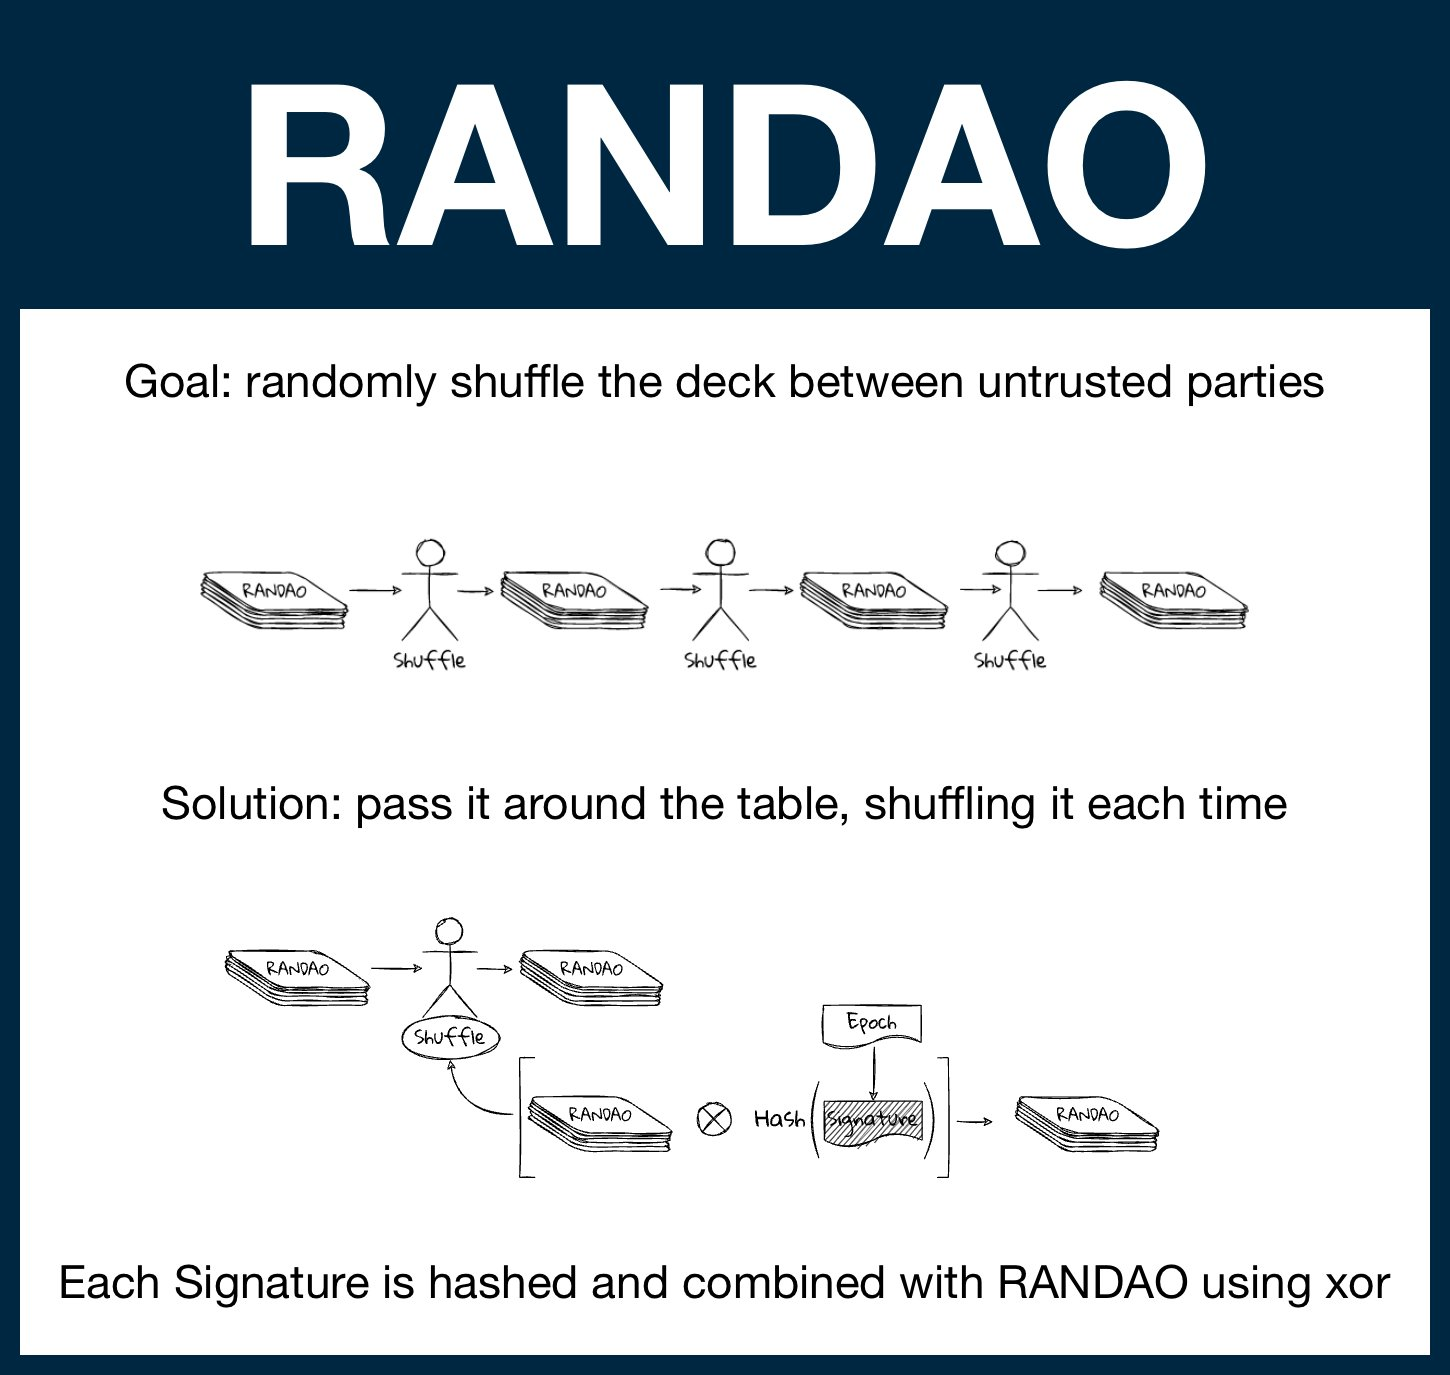 RANDAO
Goal: randomly shuffle the deck between untrusted parties
RANDAO RANDAO RANDAO RANDAO
Shuffle Shuffle Shuffle
Solution: pass it around the table, shuffling it each time
RANDAO RANDAO
Shuffle
Epoch
RANDAO Hash(Signature) RANDAO
Each Signature is hashed and combined with RANDAO using xor